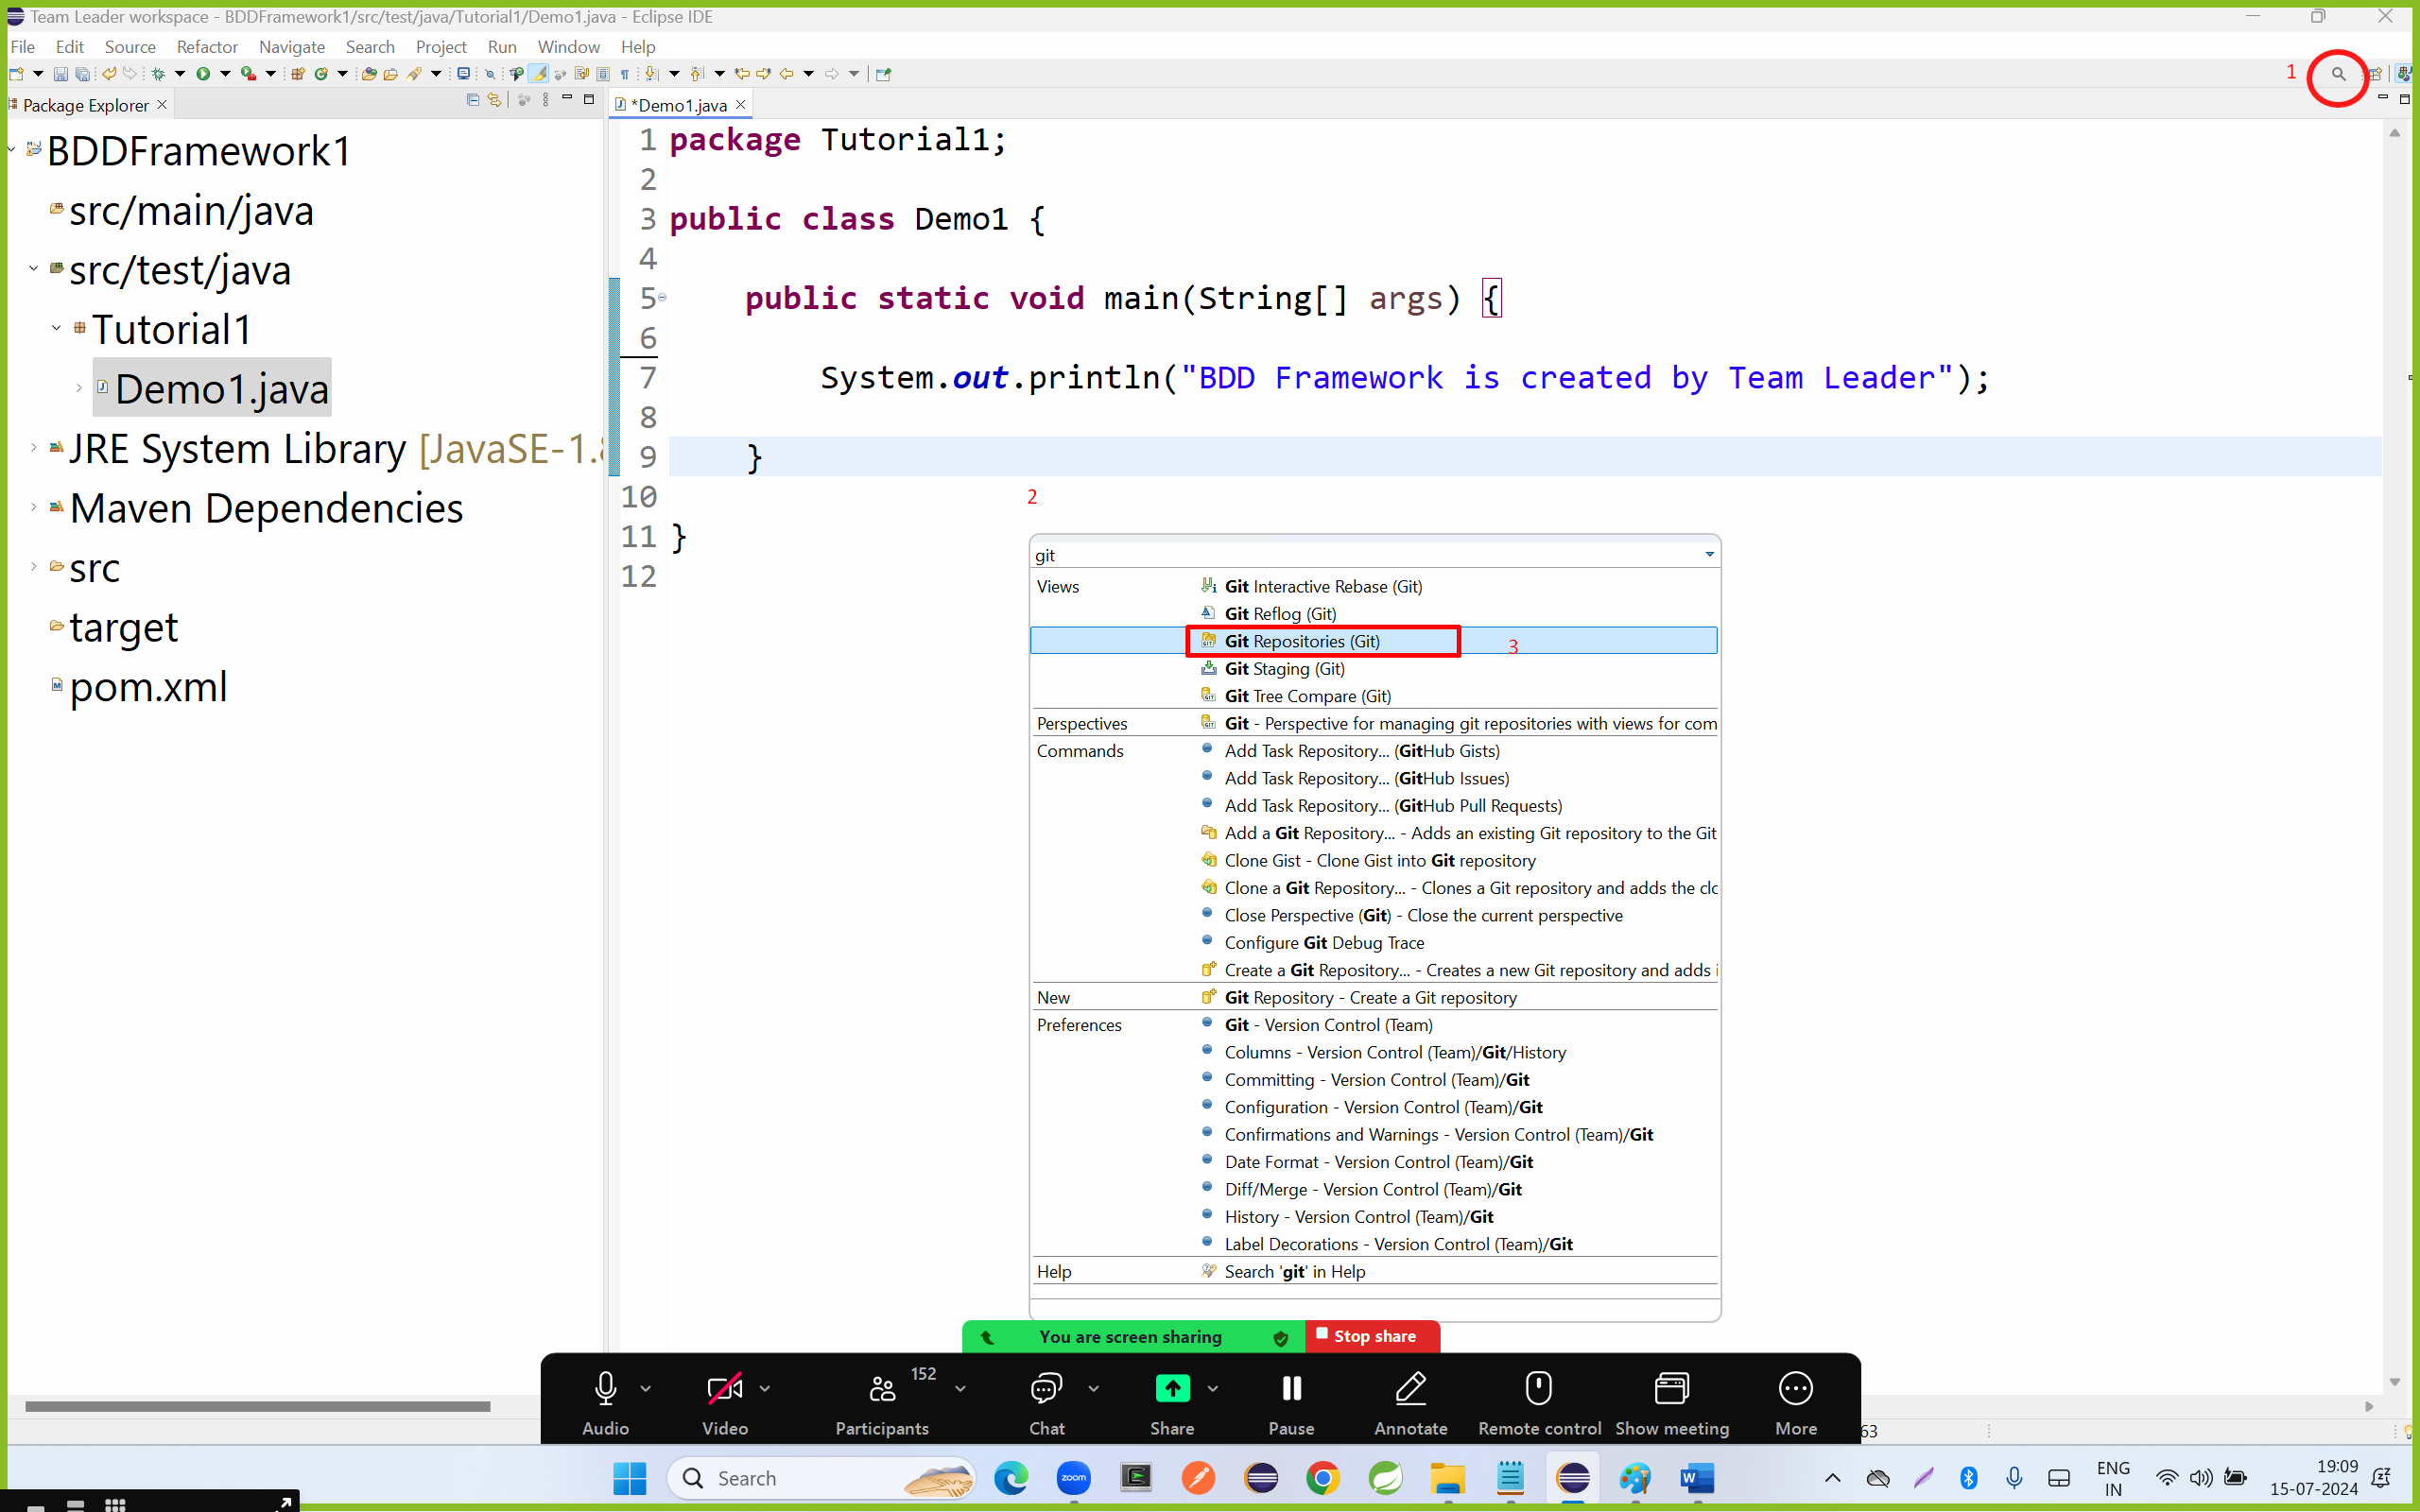 Team Leader workspace - BDDFramework1/src/test/java/Tutorial1/Demo1.java - Eclipse IDE
File Edit Source Refactor Navigate Search Project Run Window Help
1
Package Explorer
*Demo1.java
BDDFramework1
src/main/java
src/test/java
Tutorial1
Demo1.java
JRE System Library [JavaSE-1.8
Maven Dependencies
src
target
pom.xml
1 package Tutorial1;
2
3 public class Demo1 {
4
5 public static void main(String[] args) {
6
7 System.out.println("BDD Framework is created by Team Leader");
8
9 }
10
11 }
12
2
git
Views
Git Interactive Rebase (Git)
Git Reflog (Git)
Git Repositories (Git)
3
Git Staging (Git)
Git Tree Compare (Git)
Perspectives
Git - Perspective for managing git repositories with views for com
Commands
Add Task Repository... (GitHub Gists)
Add Task Repository... (GitHub Issues)
Add Task Repository... (GitHub Pull Requests)
Add a Git Repository... - Adds an existing Git repository to the Git
Clone Gist - Clone Gist into Git repository
Clone a Git Repository... - Clones a Git repository and adds the clo
Close Perspective (Git) - Close the current perspective
Configure Git Debug Trace
Create a Git Repository... - Creates a new Git repository and adds i
New
Git Repository - Create a Git repository
Preferences
Git - Version Control (Team)
Columns - Version Control (Team)/Git/History
Committing - Version Control (Team)/Git
Configuration - Version Control (Team)/Git
Confirmations and Warnings - Version Control (Team)/Git
Date Format - Version Control (Team)/Git
Diff/Merge - Version Control (Team)/Git
History - Version Control (Team)/Git
Label Decorations - Version Control (Team)/Git
Help
Search 'git' in Help
You are screen sharing
Stop share
152
Audio Video Participants Chat Share Pause Annotate Remote control Show meeting More
63
Search
zoom
ENG
IN
19:09
15-07-2024